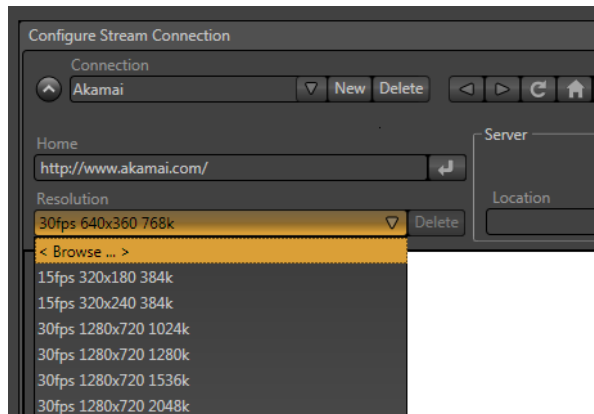 Configure Stream Connection
Connection
Akamai
New Delete
Server
Home
http://www.akamai.com/
Resolution
Location
30fps 640x360 768k
Delete
< Browse ... >
15fps 320x180 384k
15fps 320x240 384k
30fps 1280x720 1024k
30fps 1280x720 1280k
30fps 1280x720 1536k
30fps 1280x720 2048k